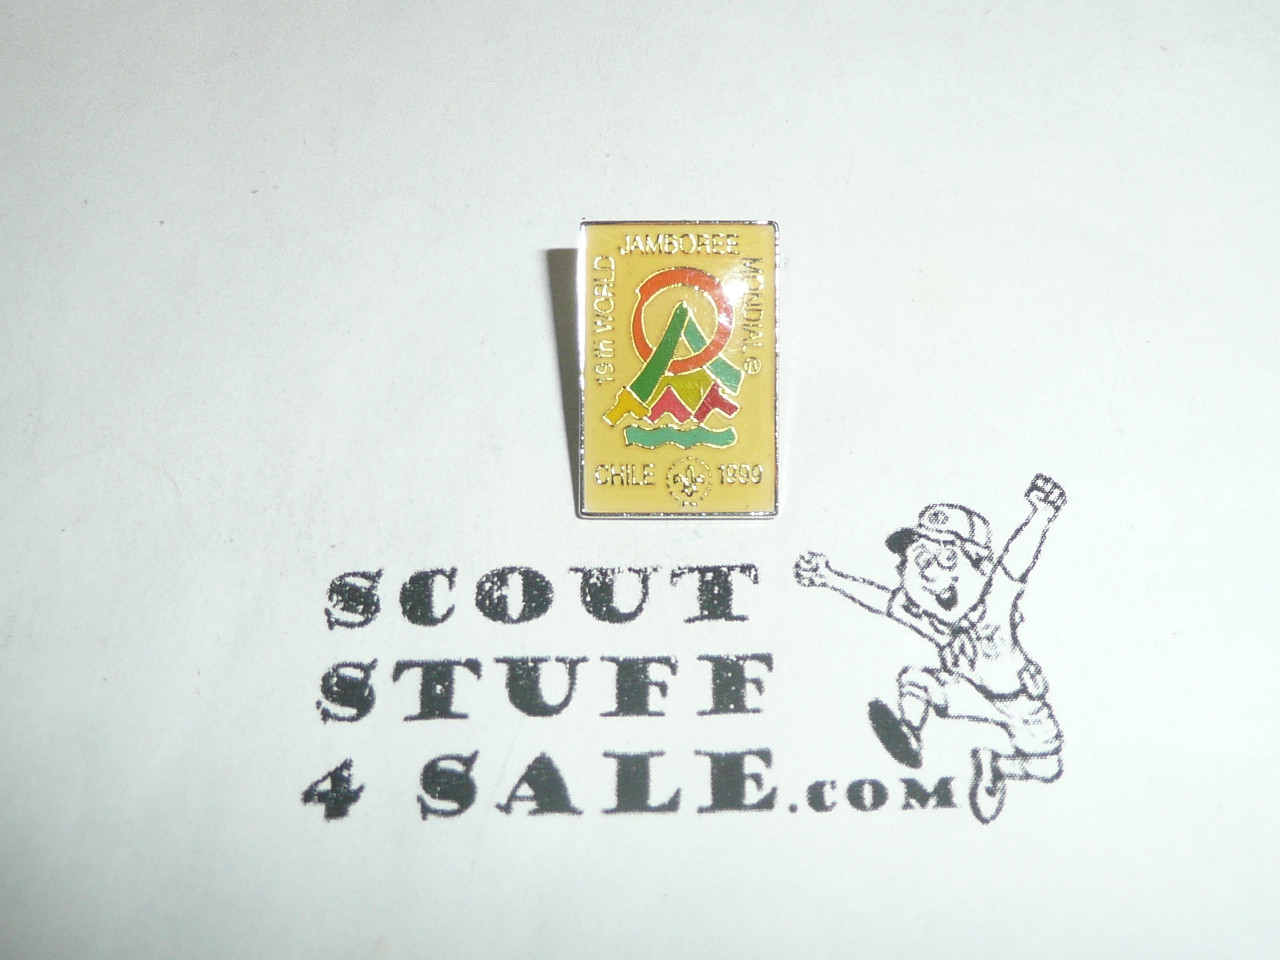 19th WORLD
JAMBOREE
MONDIAL ®
CHILE 1999
SCOUT
STUFF
4 SALE.COM